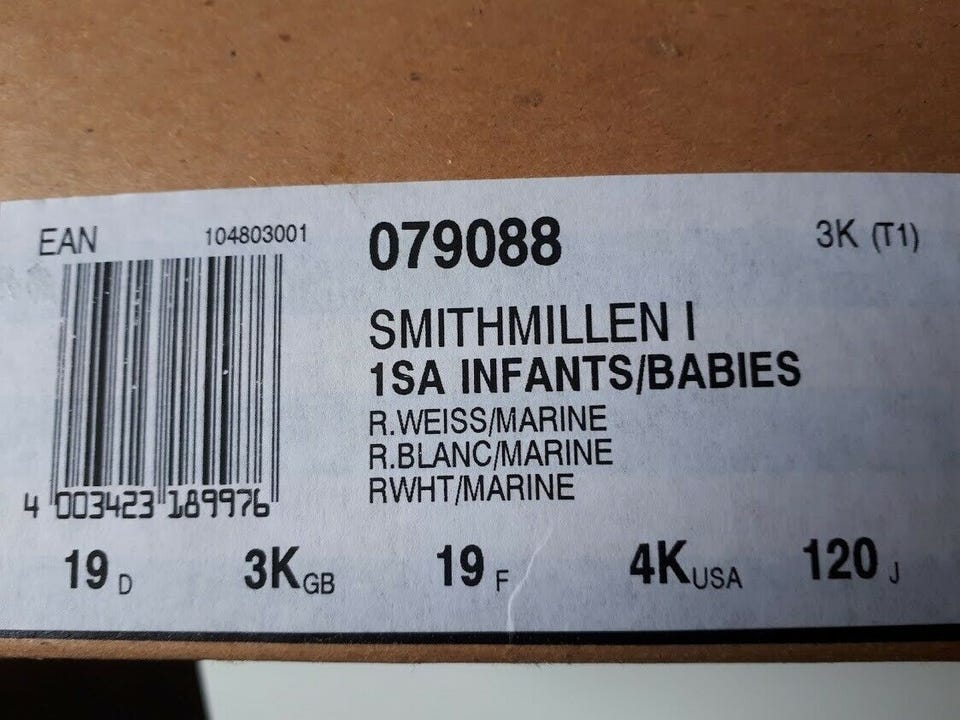 EAN 104803001 079088 3K (T1)
SMITHMILLEN I
1SA INFANTS/BABIES
R.WEISS/MARINE
R.BLANC/MARINE
RWHT/MARINE
4 003423 189976
19 D 3K GB 19 F 4K USA 120 J